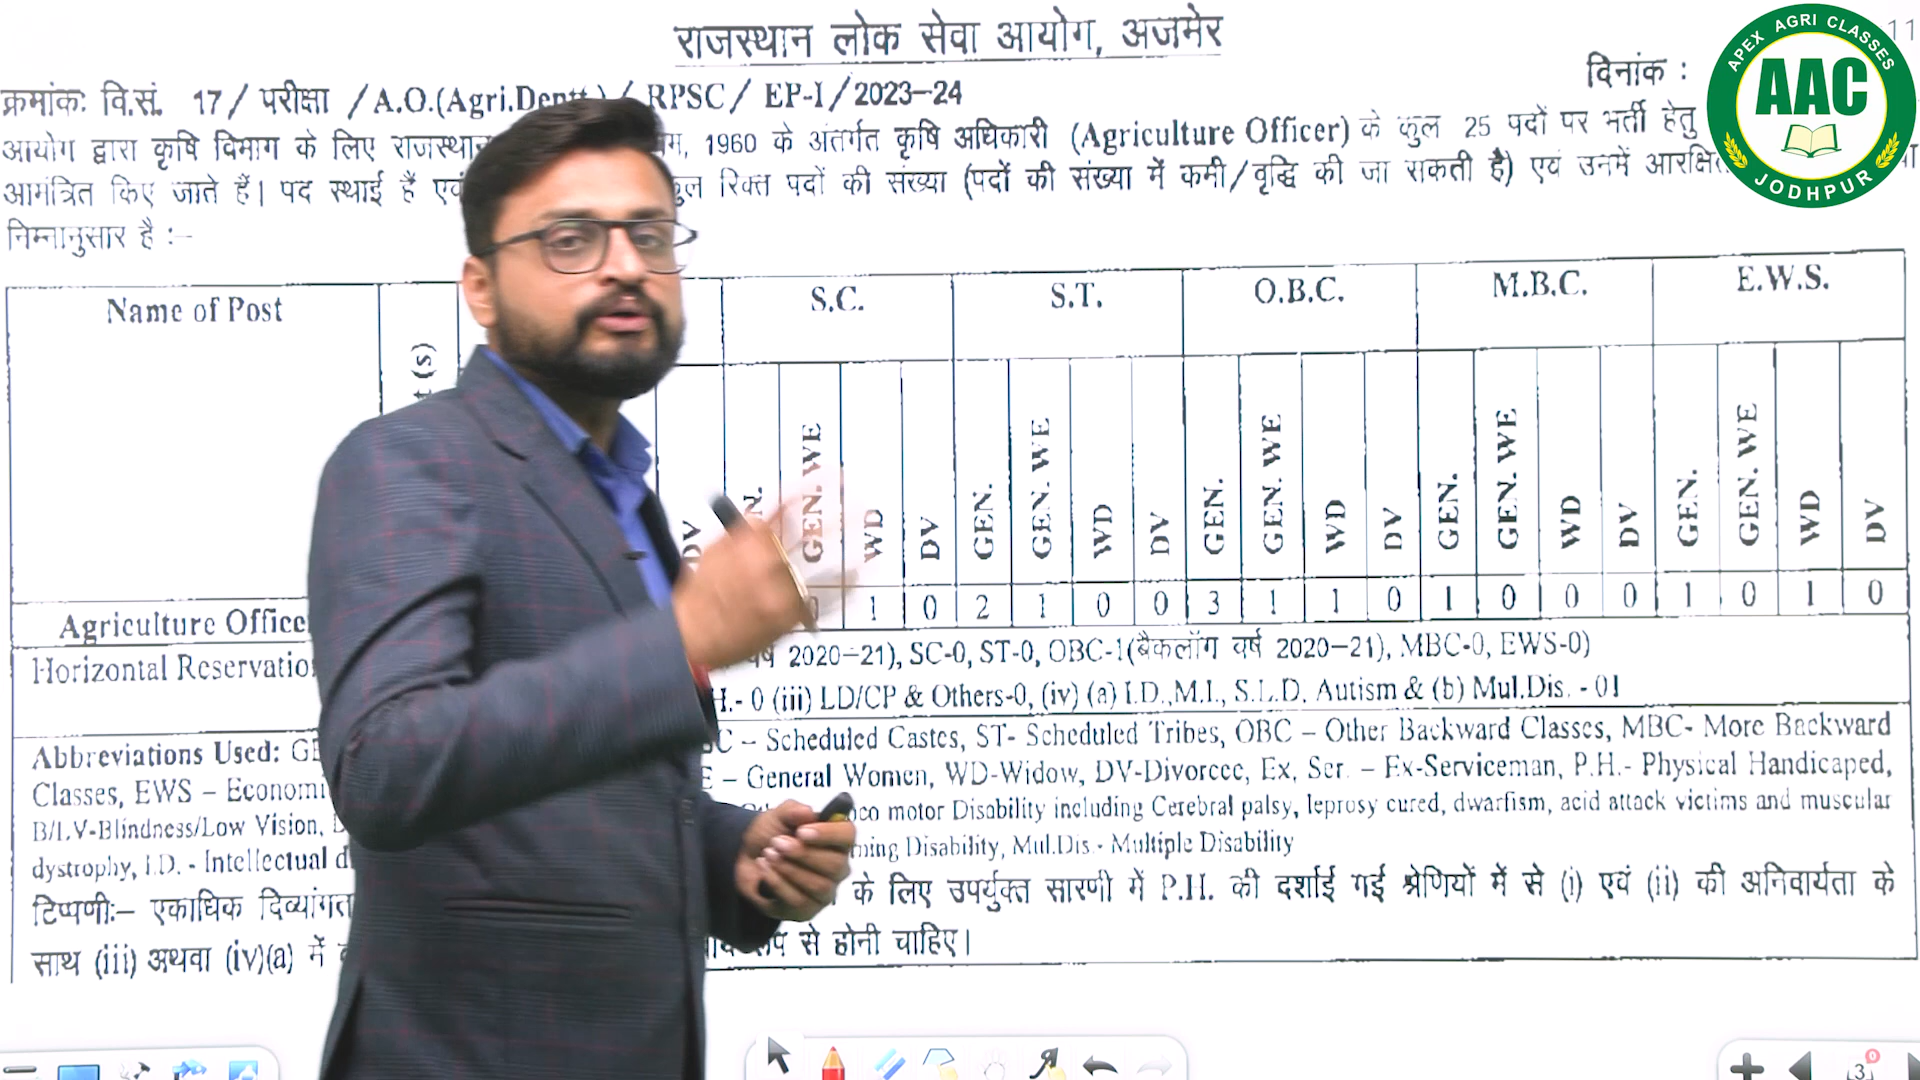 राजस्थान लोक सेवा आयोग, अजमेर
दिनांक :
11
APEX AGRI CLASSES
AAC
JODHPUR
क्रमांकः वि.सं. 17/ परीक्षा /A.O.(Agri.Deptt.)/ RPSC/ EP-I/2023-24
आयोग द्वारा कृषि विभाग के लिए राजस्थान 1960 के अंतर्गत कृषि अधिकारी (Agriculture Officer) के कुल 25 पदों पर भर्ती हेतु
आमंत्रित किए जाते हैं। पद स्थाई हैं रिक्त पदों की संख्या (पदों की संख्या में कमी/वृद्धि की जा सकती है) एवं उनमें
निम्नानुसार है :–
Name of Post S.C. S.T. O.B.C. M.B.C. E.W.S.
DV GEN. WE WD DV GEN. GEN. WE WD DV GEN. GEN. WE WD DV GEN. GEN. WE WD DV GEN. GEN. WE WD DV
Agriculture 1 0 2 1 0 0 3 1 1 0 1 0 0 0 1 0 1 0
Horizontal 2020–21), SC-0, ST-0, OBC-1(बैकलॉग वर्ष 2020–21), MBC-0, EWS-0)
0 (iii) LD/CP & Others-0, (iv) (a) I.D.,M.I., S.L.D, Autism & (b) Mul.Dis. - 01
Abbreviations Used: – Scheduled Castes, ST- Scheduled Tribes, OBC – Other Backward Classes, MBC- More Backward
Classes, EWS – – General Women, WD-Widow, DV-Divorcee, Ex. Ser. – Ex-Serviceman, P.H.- Physical Handicaped,
B/LV-Blindness/Low Vision, motor Disability including Cerebral palsy, leprosy cured, dwarfism, acid attack victims and muscular
dystrophy, I.D. - Intellectual Disability, Mul.Dis.- Multiple Disability
टिप्पणीः– एकाधिक के लिए उपर्युक्त सारणी में P.H. की दर्शाई गई श्रेणियों में से (i) एवं (ii) की अनिवार्यता के
साथ (iii) अथवा (iv)(a) में से होनी चाहिए।
3